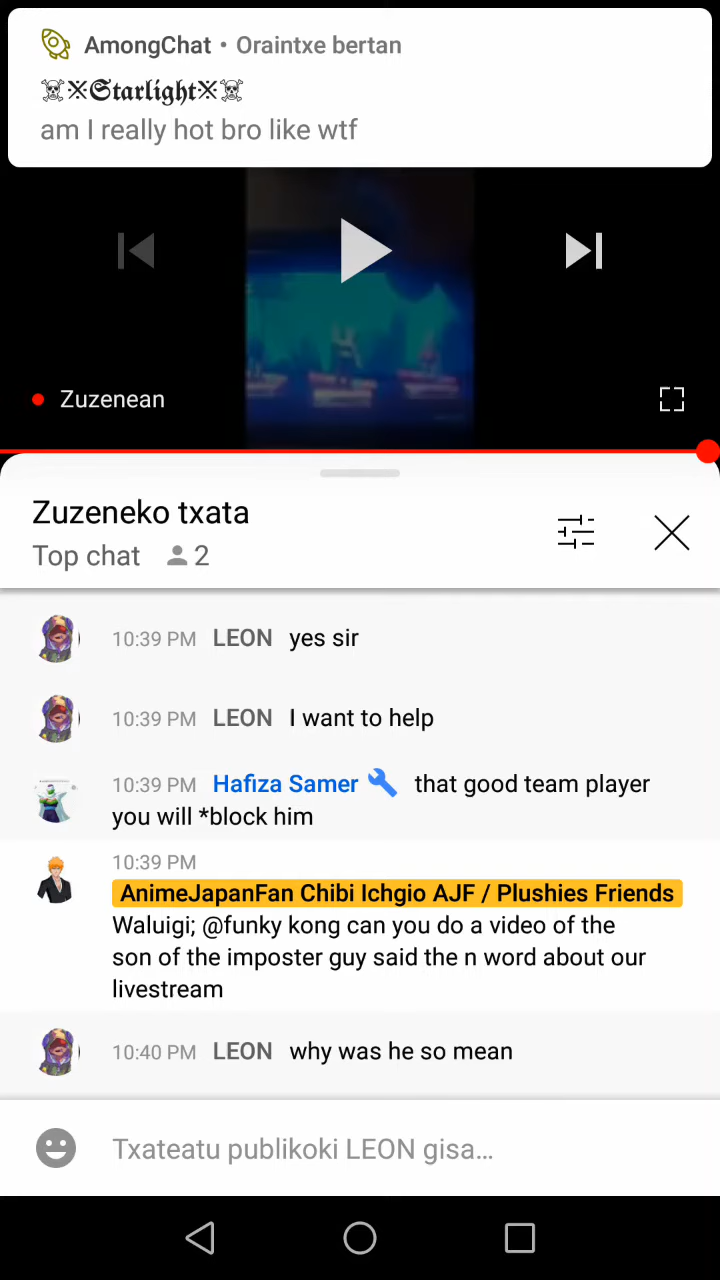 AmongChat • Oraintxe bertan
☠※𝕾𝖙𝖆𝖗𝖑𝖎𝖌𝖍𝖙※☠
am I really hot bro like wtf
Zuzenean
Zuzeneko txata
Top chat 2
10:39 PM LEON yes sir
10:39 PM LEON I want to help
10:39 PM Hafiza Samer that good team player
you will *block him
10:39 PM
AnimeJapanFan Chibi Ichgio AJF / Plushies Friends
Waluigi; @funky kong can you do a video of the
son of the imposter guy said the n word about our
livestream
10:40 PM LEON why was he so mean
Txateatu publikoki LEON gisa...